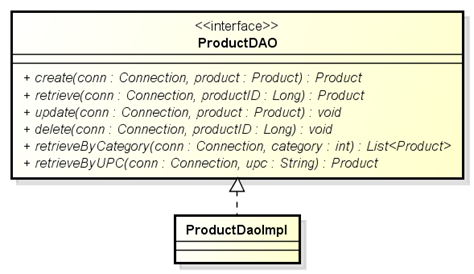 <<interface>>
ProductDAO
+ create(conn : Connection, product : Product) : Product
+ retrieve(conn : Connection, productID : Long) : Product
+ update(conn : Connection, product : Product) : void
+ delete(conn : Connection, productID : Long) : void
+ retrieveByCategory(conn : Connection, category : int) : List<Product>
+ retrieveByUPC(conn : Connection, upc : String) : Product
ProductDaoImpl